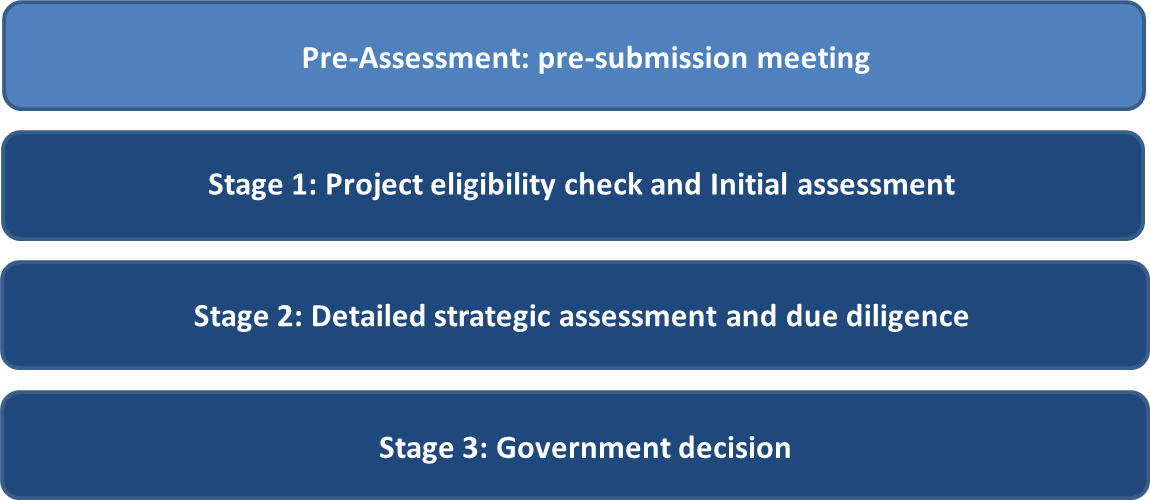 Pre-Assessment: pre-submission meeting
Stage 1: Project eligibility check and Initial assessment
Stage 2: Detailed strategic assessment and due diligence
Stage 3: Government decision